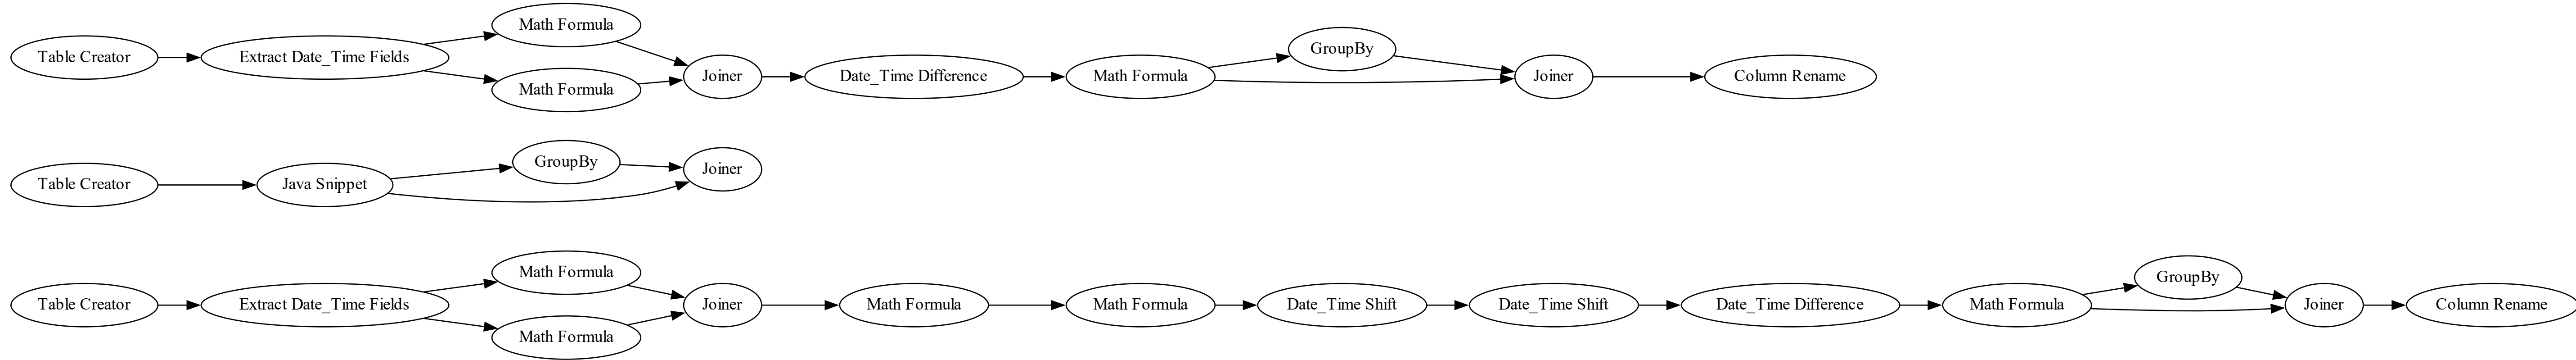 Math Formula
Table Creator
Extract Date_Time Fields
Math Formula
Joiner
Date_Time Difference
Math Formula
GroupBy
Joiner
Column Rename
Table Creator
Java Snippet
GroupBy
Joiner
Table Creator
Extract Date_Time Fields
Math Formula
Math Formula
Joiner
Math Formula
Math Formula
Date_Time Shift
Date_Time Shift
Date_Time Difference
Math Formula
GroupBy
Joiner
Column Rename